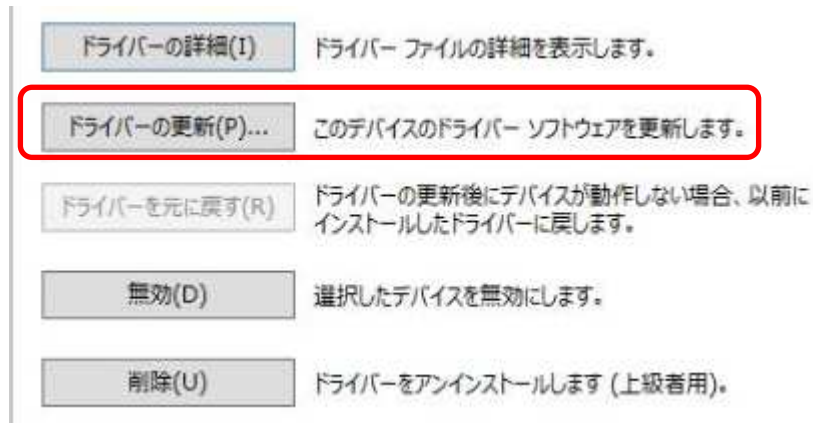 ドライバーの詳細(I) ドライバー ファイルの詳細を表示します。
ドライバーの更新(P)... このデバイスのドライバー ソフトウェアを更新します。
ドライバーを元に戻す(R) ドライバーの更新後にデバイスが動作しない場合、以前に
インストールしたドライバーに戻します。
無効(D) 選択したデバイスを無効にします。
削除(U) ドライバーをアンインストールします (上級者用)。